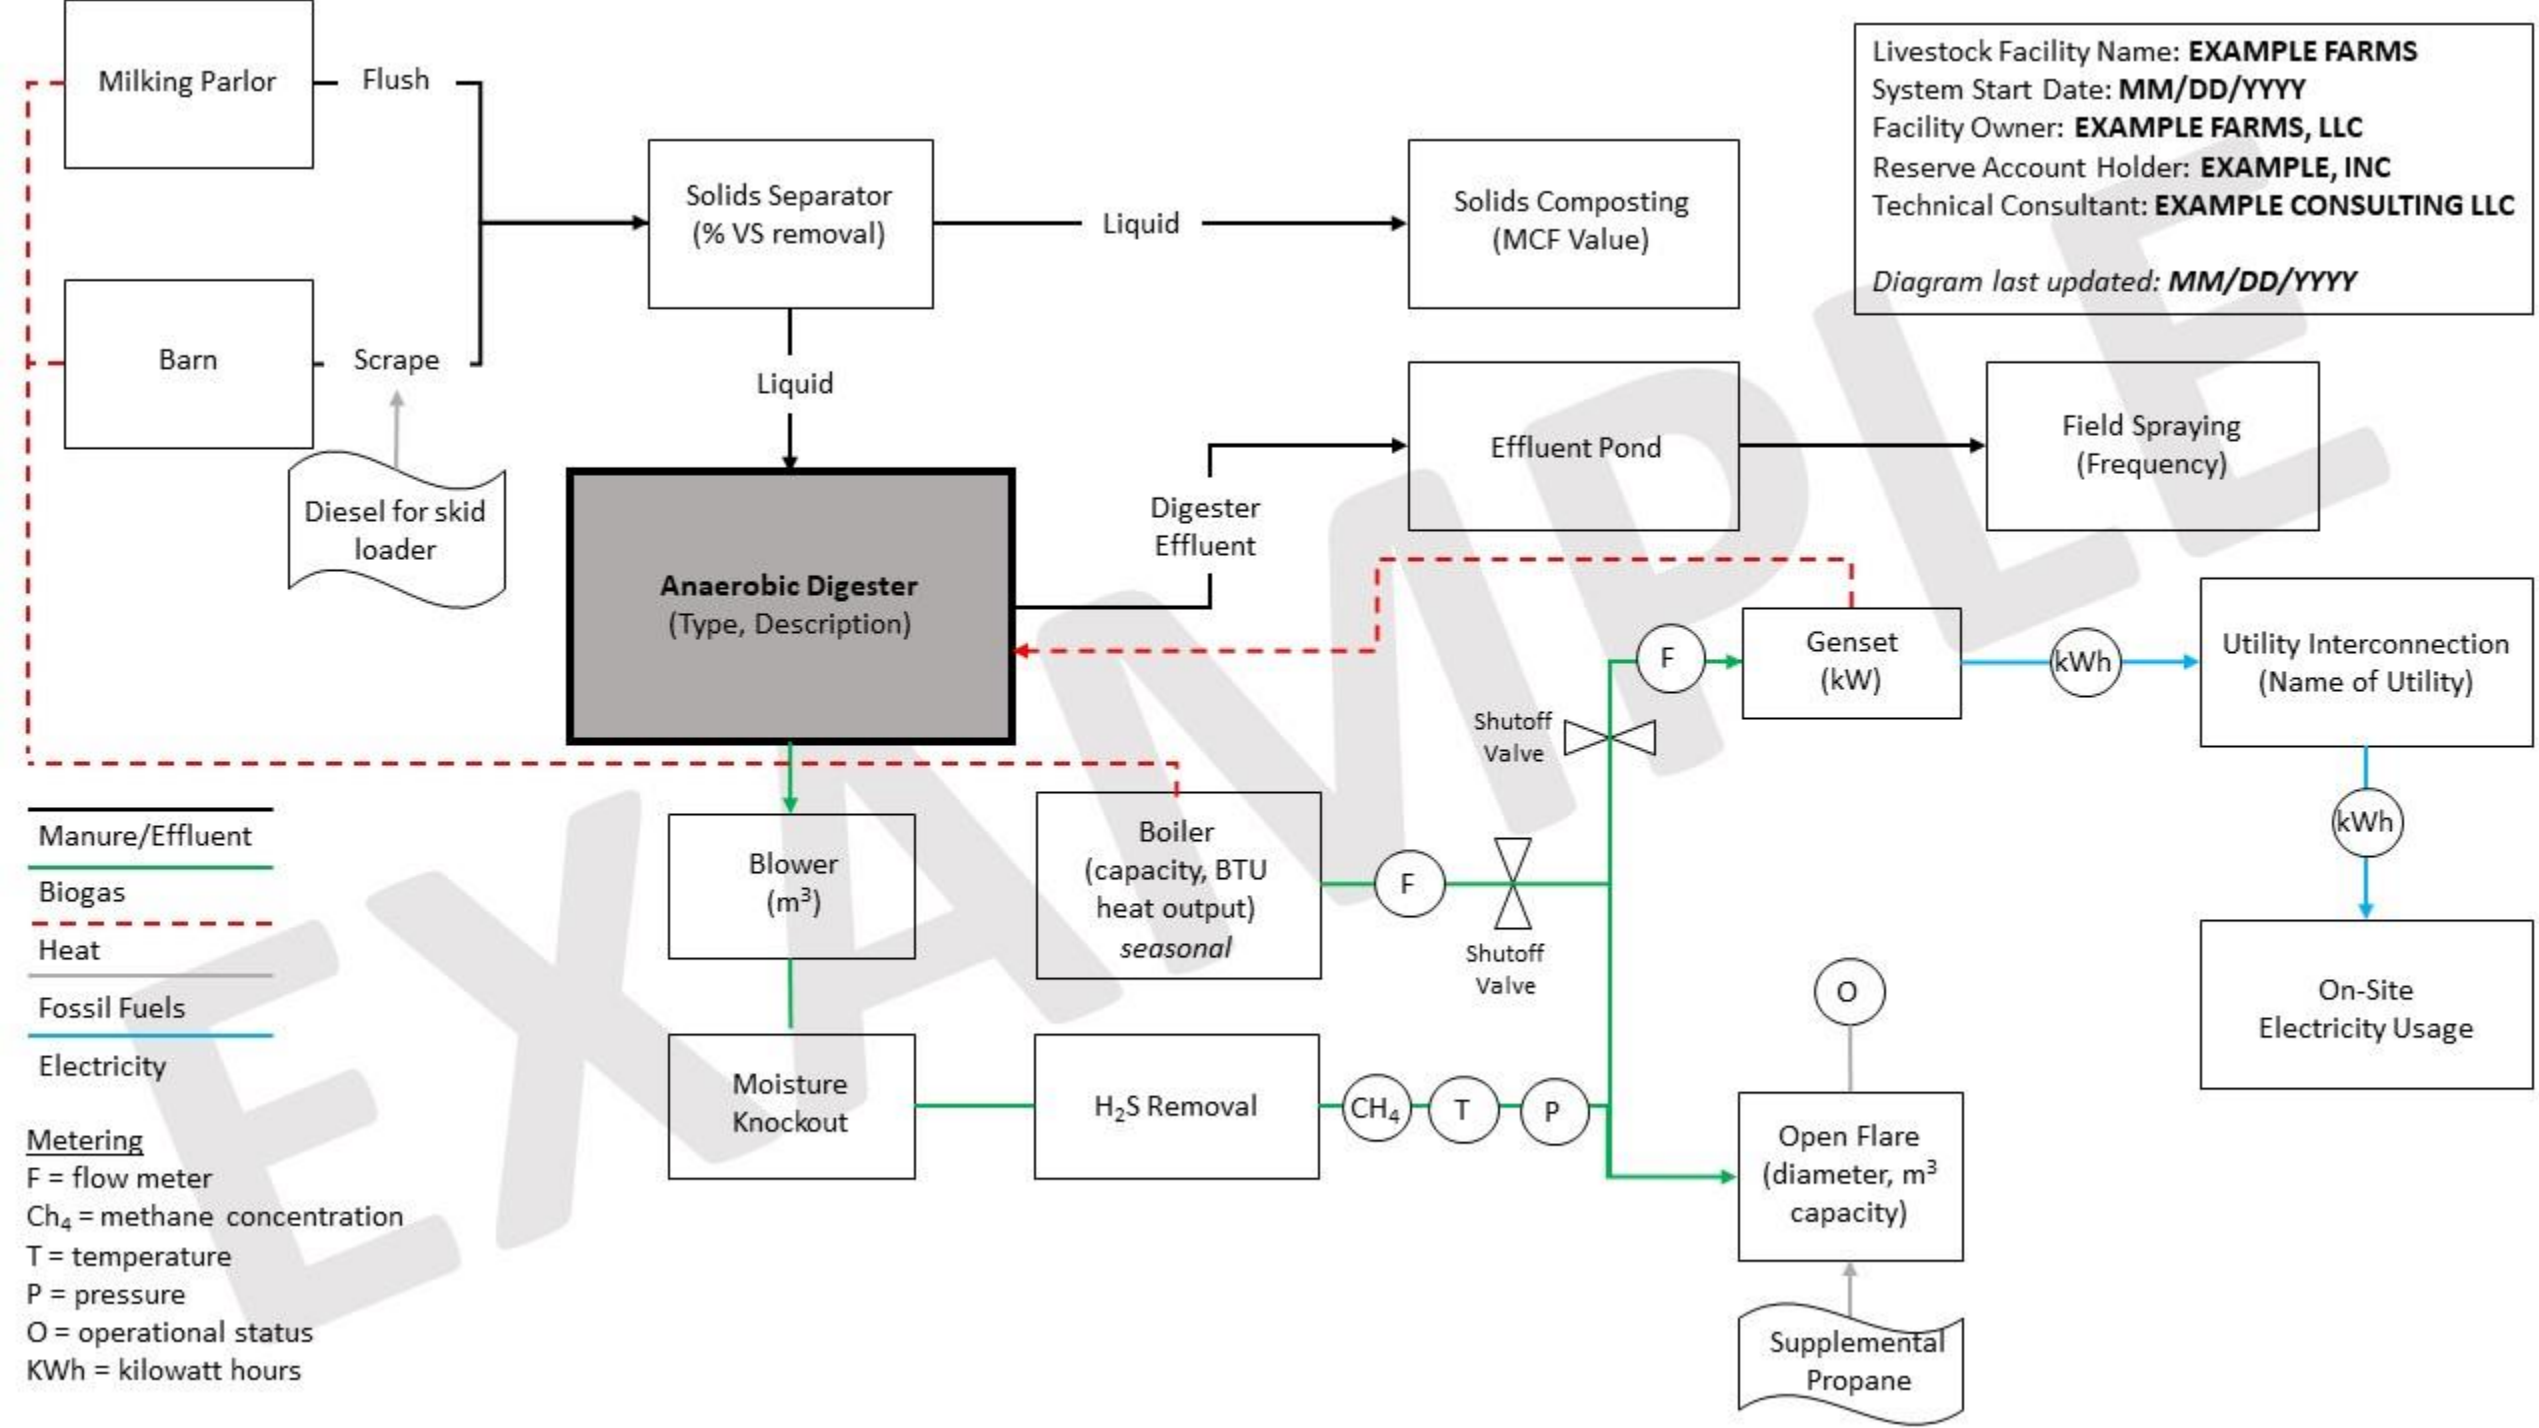 Milking Parlor
Flush
Barn
Scrape
Diesel for skid
loader
Solids Separator
(% VS removal)
Liquid
Solids Composting
(MCF Value)
Liquid
Livestock Facility Name: EXAMPLE FARMS
System Start Date: MM/DD/YYYY
Facility Owner: EXAMPLE FARMS, LLC
Reserve Account Holder: EXAMPLE, INC
Technical Consultant: EXAMPLE CONSULTING LLC
Diagram last updated: MM/DD/YYYY
Anaerobic Digester
(Type, Description)
Digester
Effluent
Effluent Pond
Field Spraying
(Frequency)
F
Genset
(kW)
kWh
Utility Interconnection
(Name of Utility)
Shutoff
Valve
kWh
On-Site
Electricity Usage
Blower
(m³)
Boiler
(capacity, BTU
heat output)
seasonal
F
Shutoff
Valve
Moisture
Knockout
H₂S Removal
CH₄
T
P
O
Open Flare
(diameter, m³
capacity)
Supplemental
Propane
Manure/Effluent
Biogas
Heat
Fossil Fuels
Electricity
Metering
F = flow meter
Ch₄ = methane concentration
T = temperature
P = pressure
O = operational status
KWh = kilowatt hours
EXAMPLE